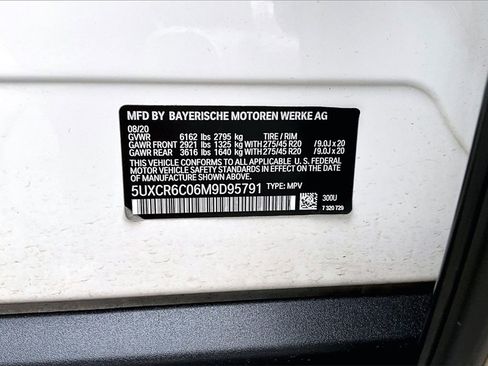 MFD BY BAYERISCHE MOTOREN WERKE AG
08/20
GVWR 6162 lbs 2795 kg TIRE / RIM
GAWR FRONT 2921 lbs 1325 kg WITH 275/45 R20 /9.0J x 20
GAWR REAR 3616 lbs 1640 kg WITH 275/45 R20 /9.0J x 20
THIS VEHICLE CONFORMS TO ALL APPLICABLE U.S. FEDERAL
MOTOR VEHICLE SAFETY STANDARDS IN EFFECT ON THE DATE OF
MANUFACTURE SHOWN ABOVE.
5UXCR6C06M9D95791 TYPE: MPV
300U
7 320 729